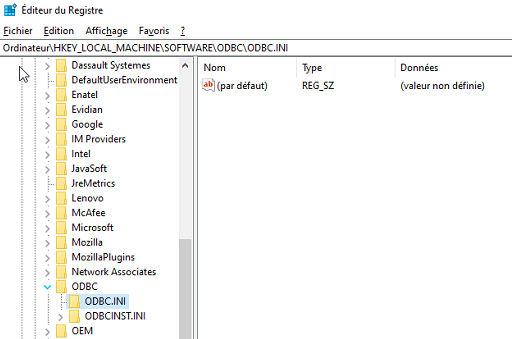 Éditeur du Registre
Fichier Edition Affichage Favoris ?
Ordinateur\HKEY_LOCAL_MACHINE\SOFTWARE\ODBC\ODBC.INI
Dassault Systemes
DefaultUserEnvironment
Enatel
Evidian
Google
IM Providers
Intel
JavaSoft
JreMetrics
Lenovo
McAfee
Microsoft
Mozilla
MozillaPlugins
Network Associates
ODBC
ODBC.INI
ODBCINST.INI
OEM
Nom Type Données
ab (par défaut) REG_SZ (valeur non définie)